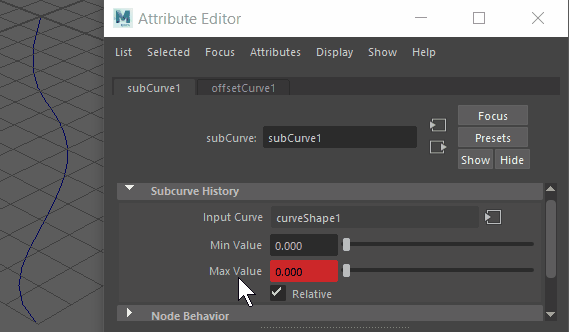 Attribute Editor
List Selected Focus Attributes Display Show Help
subCurve1 offsetCurve1
Focus
subCurve: subCurve1
Presets
Show Hide
Subcurve History
Input Curve curveShape1
Min Value 0.000
Max Value 0.000
Relative
Node Behavior